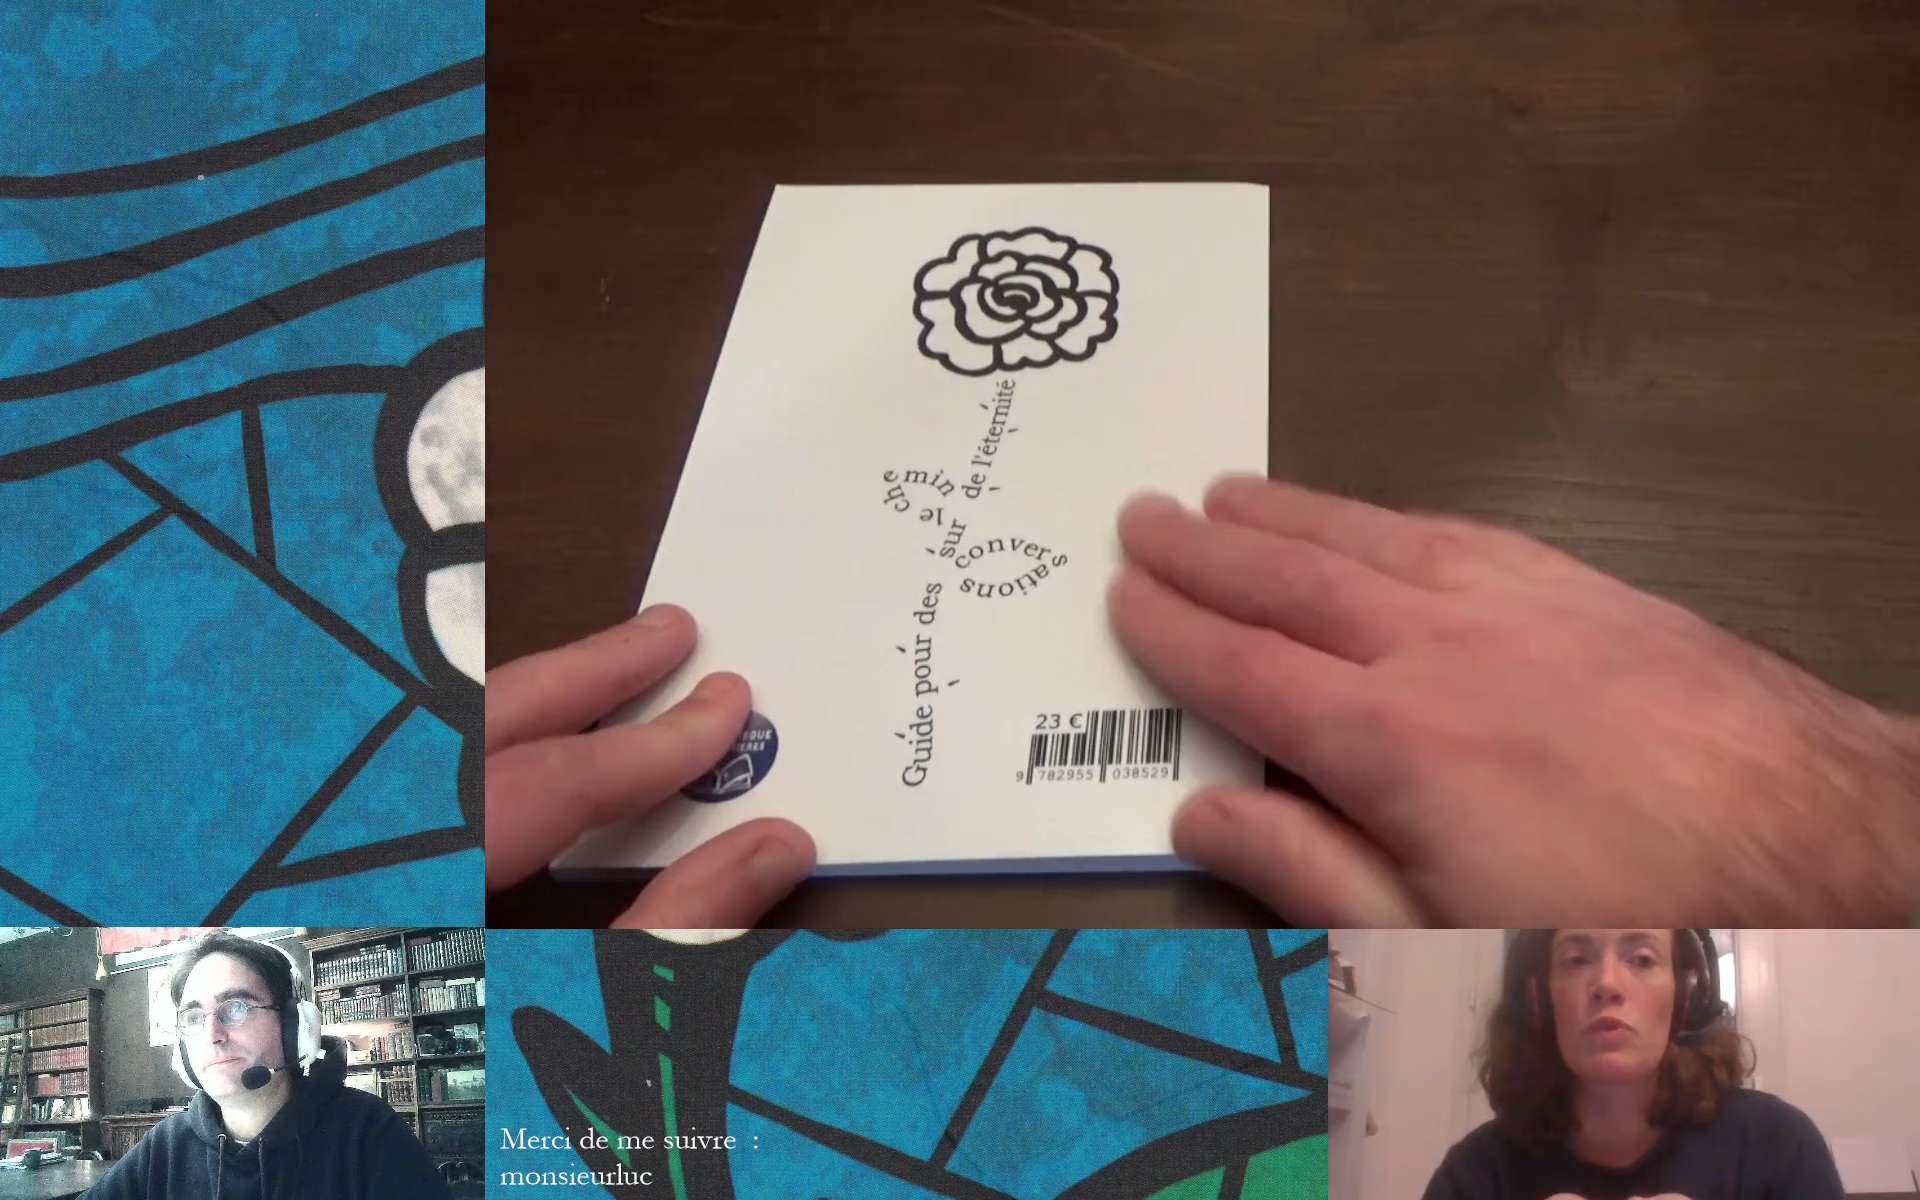 Guide pour des conversations sur le chemin de l'éternité
23 €
9 782955 038529
Merci de me suivre :
monsieurluc